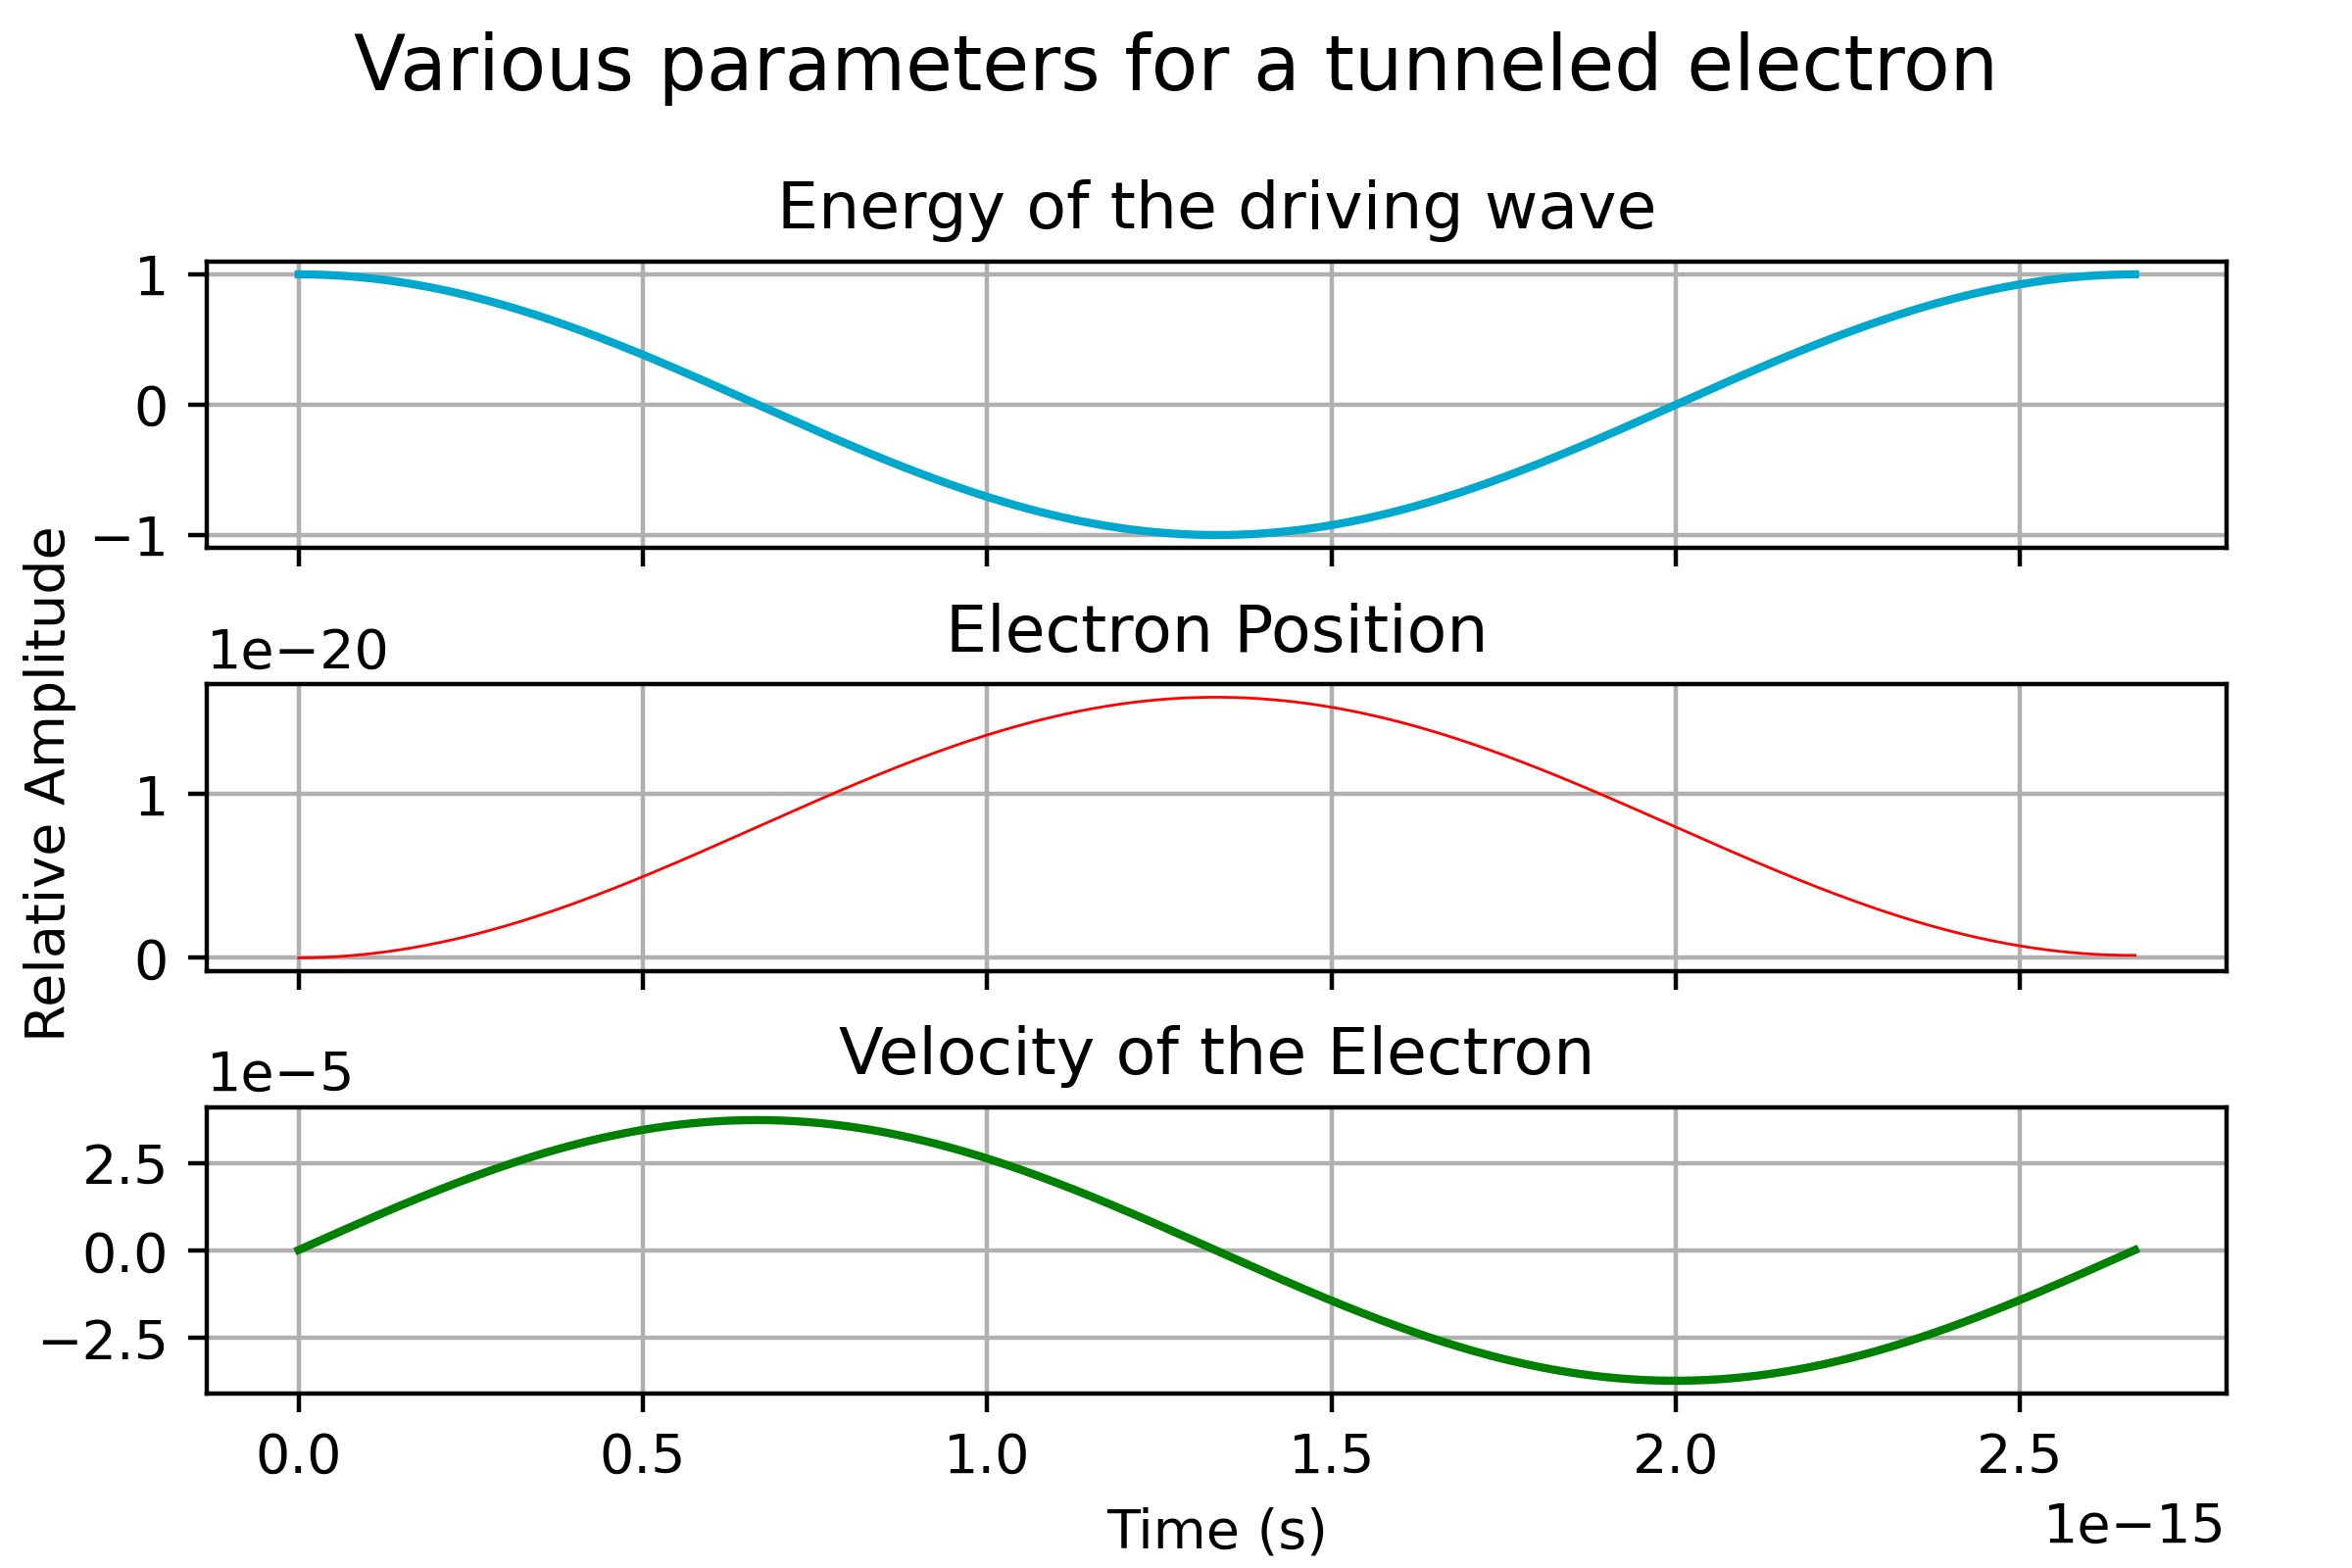 Various parameters for a tunneled electron
Energy of the driving wave
1
0
−1
Relative Amplitude
1e−20
Electron Position
1
0
1e−5
Velocity of the Electron
2.5
0.0
−2.5
0.0 0.5 1.0 1.5 2.0 2.5
Time (s)
1e−15